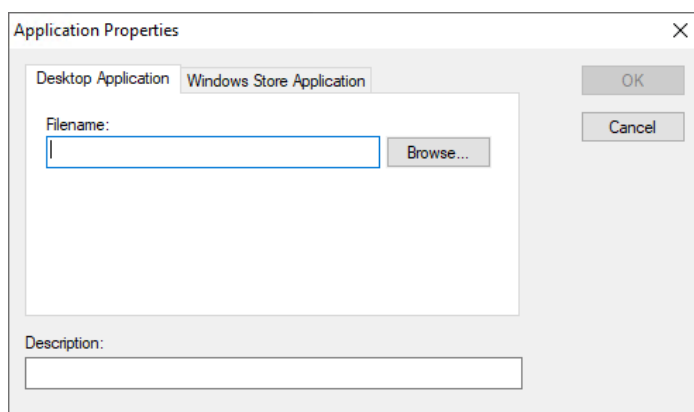 Application Properties
Desktop Application
Windows Store Application
OK
Filename:
Cancel
Browse...
Description: